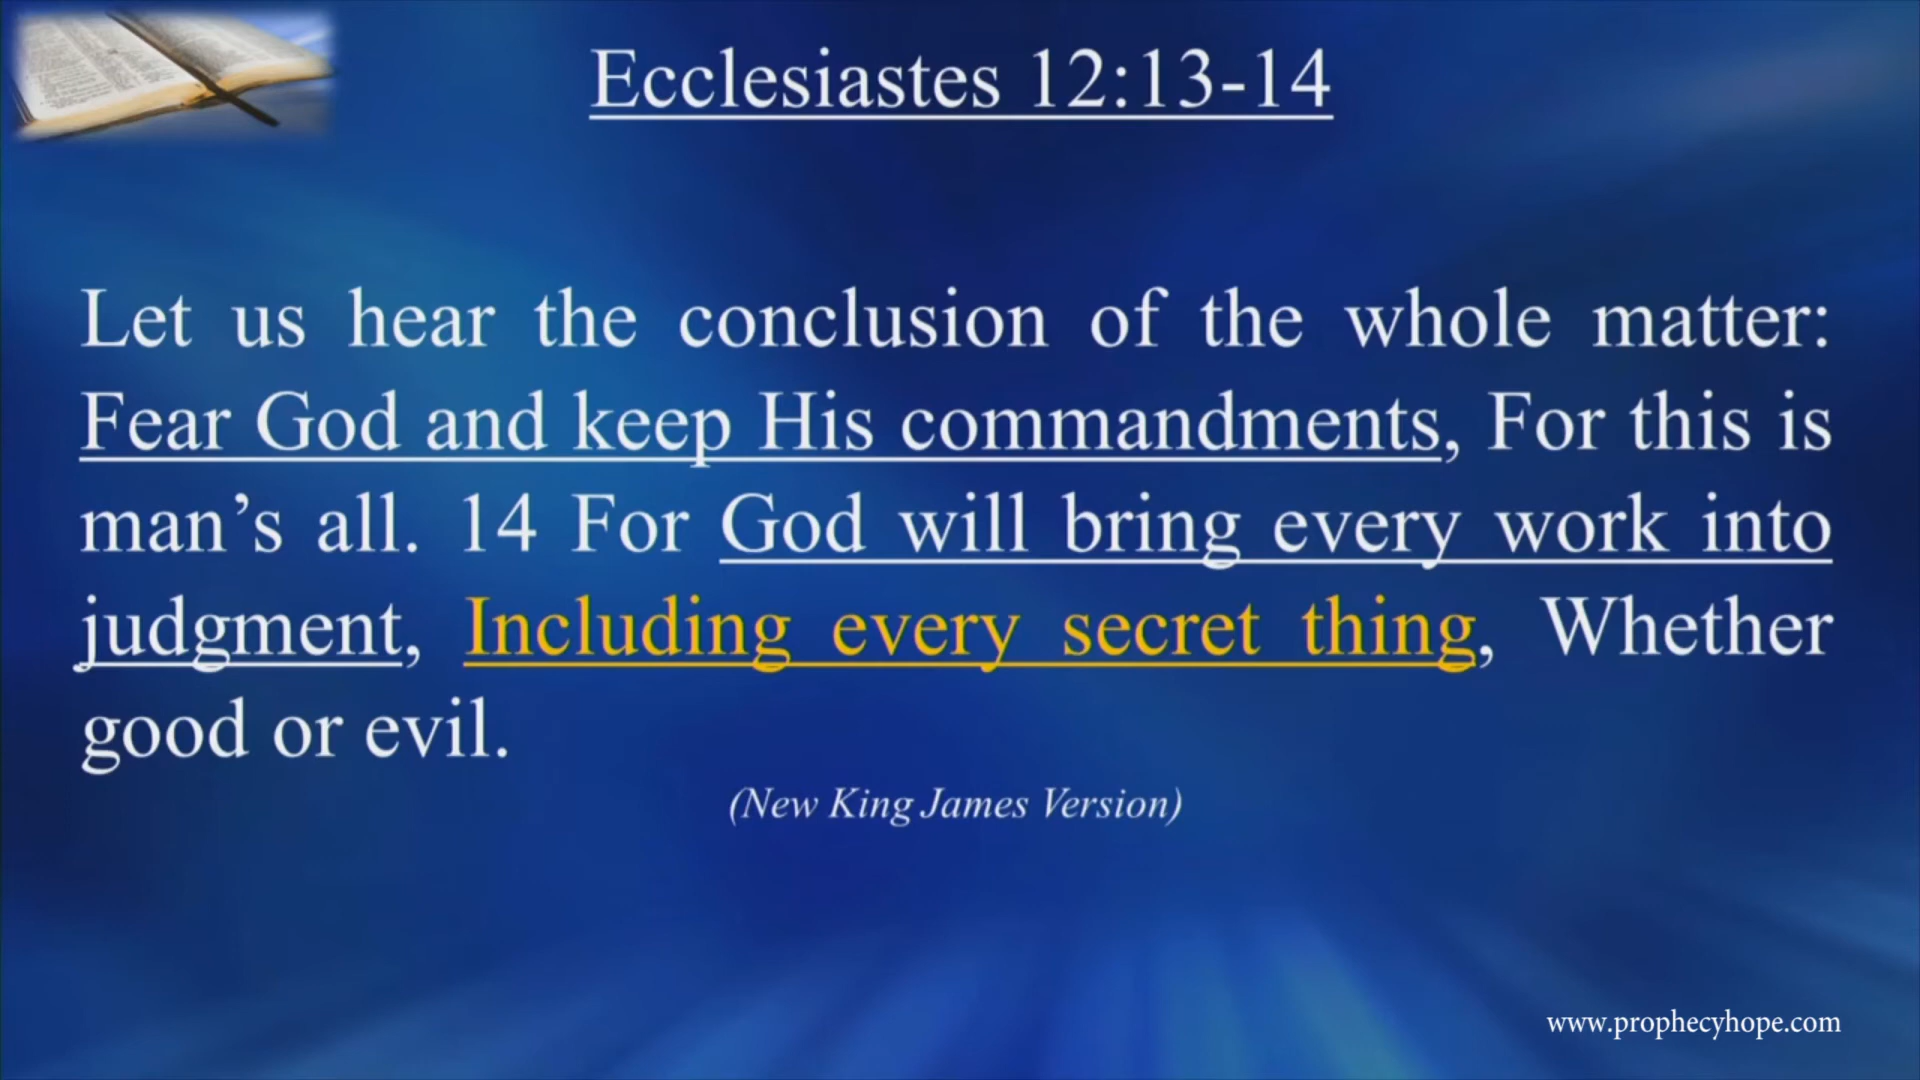 Ecclesiastes 12:13-14
Let us hear the conclusion of the whole matter:
Fear God and keep His commandments, For this is
man’s all. 14 For God will bring every work into
judgment, Including every secret thing, Whether
good or evil.
(New King James Version)
www.prophecyhope.com